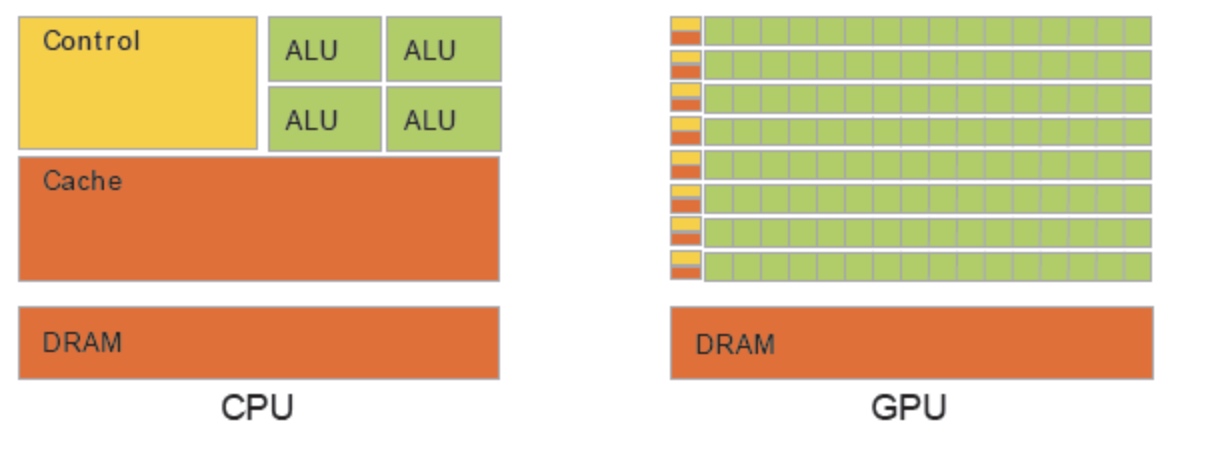 Control
ALU ALU
ALU ALU
Cache
DRAM
CPU
DRAM
GPU